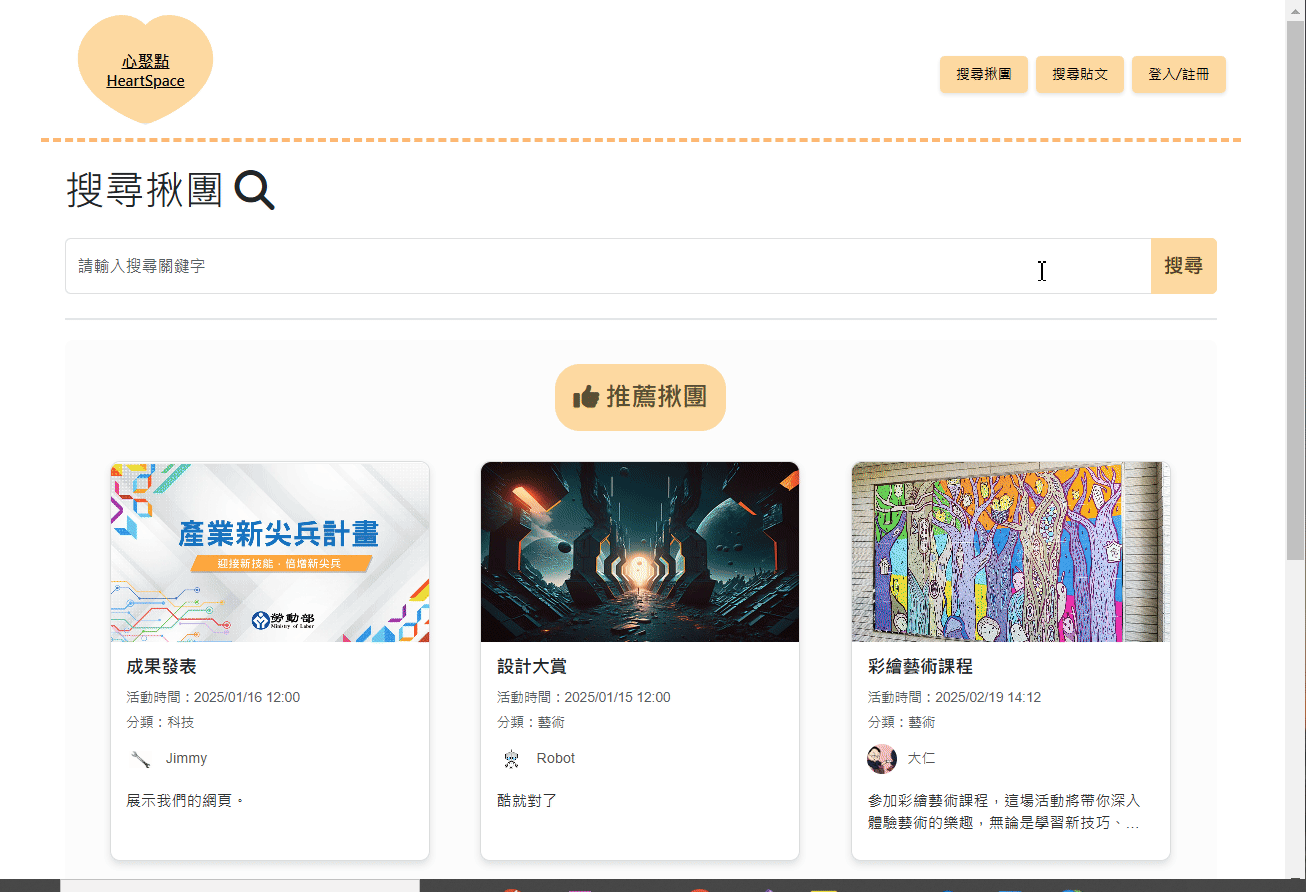 心聚點
HeartSpace
搜尋揪團
搜尋貼文
登入/註冊
搜尋揪團
請輸入搜尋關鍵字
搜尋
推薦揪團
產業新尖兵計畫
迎接新技能，倍增新尖兵
勞動部
Ministry of Labor
成果發表
活動時間：2025/01/16 12:00
分類：科技
Jimmy
展示我們的網頁。
設計大賞
活動時間：2025/01/15 12:00
分類：藝術
Robot
酷就對了
彩繪藝術課程
活動時間：2025/02/19 14:12
分類：藝術
大仁
參加彩繪藝術課程，這場活動將帶你深入
體驗藝術的樂趣，無論是學習新技巧、...